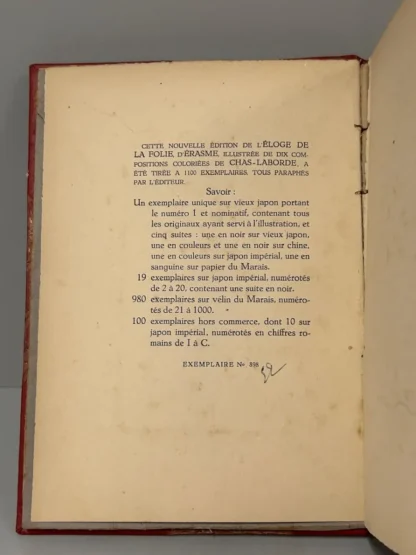 CETTE NOUVELLE ÉDITION DE L'ÉLOGE DE
LA FOLIE, D'ÉRASME, ILLUSTRÉE DE DIX COM-
POSITIONS COLORIÉES DE CHAS-LABORDE, A
ÉTÉ TIRÉE A 1100 EXEMPLAIRES, TOUS PARAPHÉS
PAR L'ÉDITEUR.
Savoir :
Un exemplaire unique sur vieux japon portant
le numéro 1 et nominatif, contenant tous
les originaux ayant servi à l'illustration, et
cinq suites : une en noir sur vieux japon,
une en couleurs et une en noir sur chine,
une en couleurs sur japon impérial, une en
sanguine sur papier du Marais.
19 exemplaires sur japon impérial, numérotés
de 2 à 20, contenant une suite en noir.
980 exemplaires sur vélin du Marais, numéro-
tés de 21 à 1000.
100 exemplaires hors commerce, dont 10 sur
japon impérial, numérotés en chiffres ro-
mains de I à C.
EXEMPLAIRE No